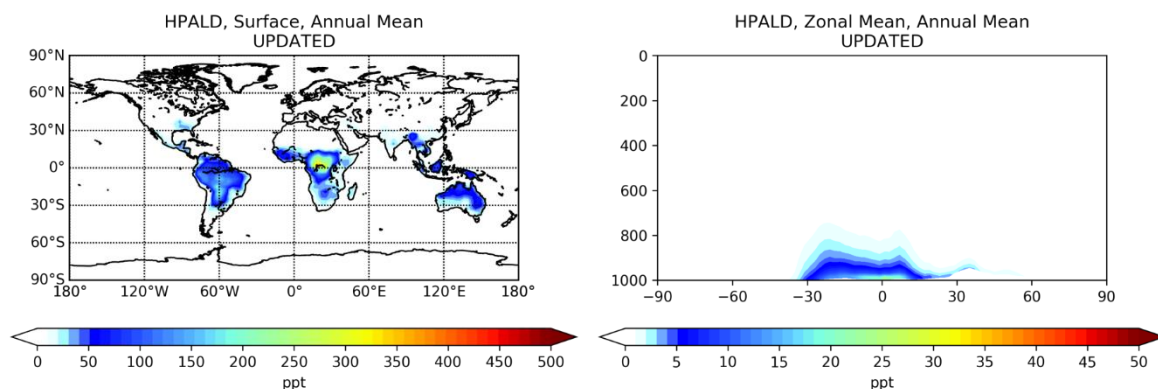 HPALD, Surface, Annual Mean
UPDATED
90°N
60°N
30°N
0°
30°S
60°S
90°S
180° 120°W 60°W 0° 60°E 120°E 180°
0 50 100 150 200 250 300 350 400 450 500
ppt
HPALD, Zonal Mean, Annual Mean
UPDATED
0
200
400
600
800
1000
−90 −60 −30 0 30 60 90
0 5 10 15 20 25 30 35 40 45 50
ppt